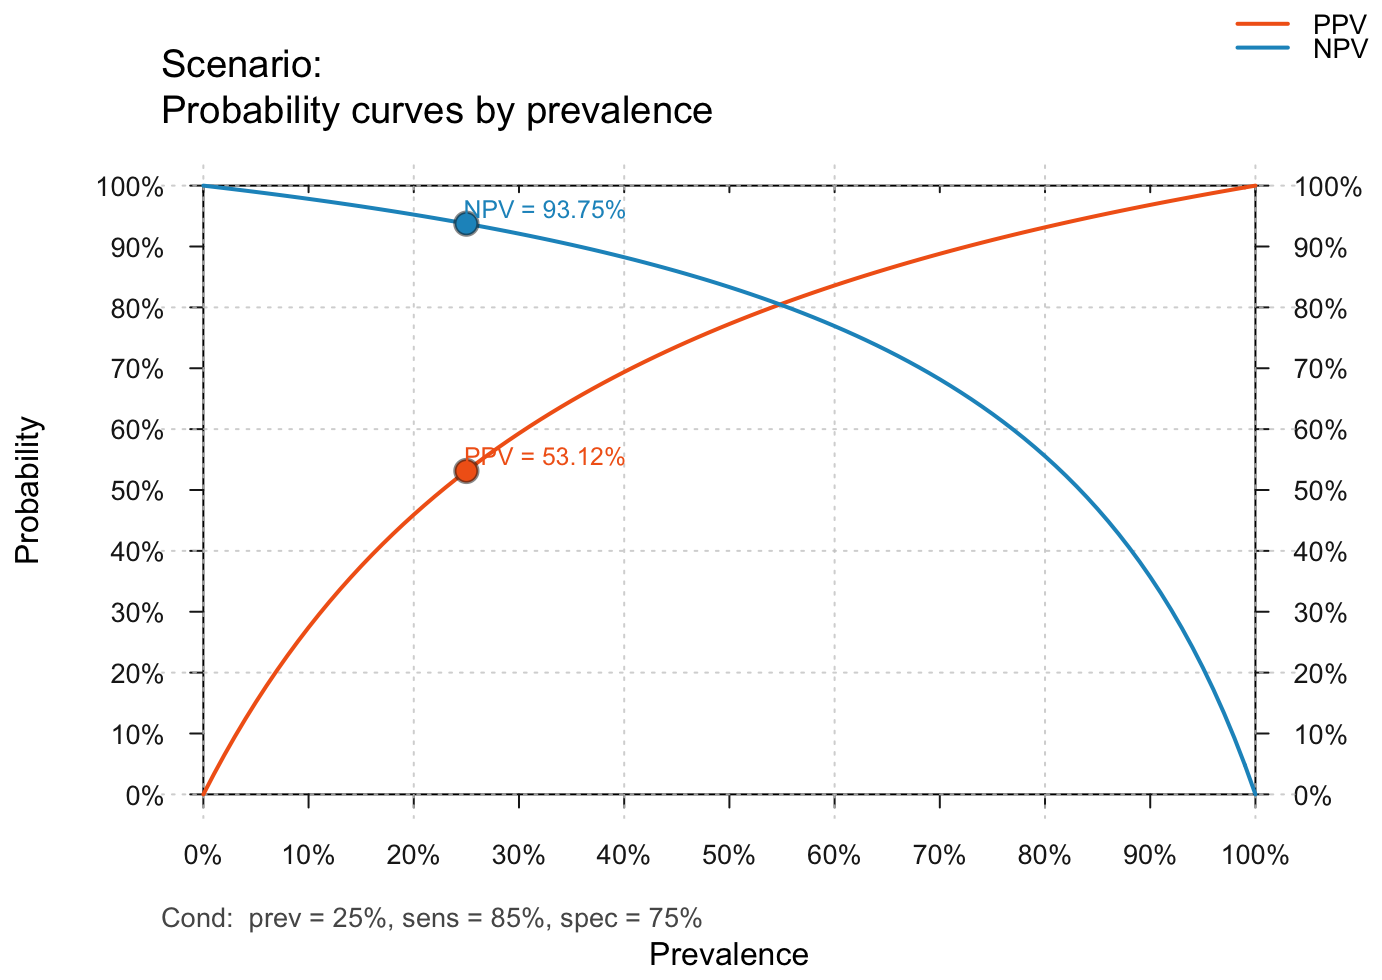 PPV
NPV
Scenario:
Probability curves by prevalence
100%
90%
80%
70%
60%
50%
40%
30%
20%
10%
0%
Probability
NPV = 93.75%
PPV = 53.12%
100%
90%
80%
70%
60%
50%
40%
30%
20%
10%
0%
0% 10% 20% 30% 40% 50% 60% 70% 80% 90% 100%
Cond: prev = 25%, sens = 85%, spec = 75%
Prevalence